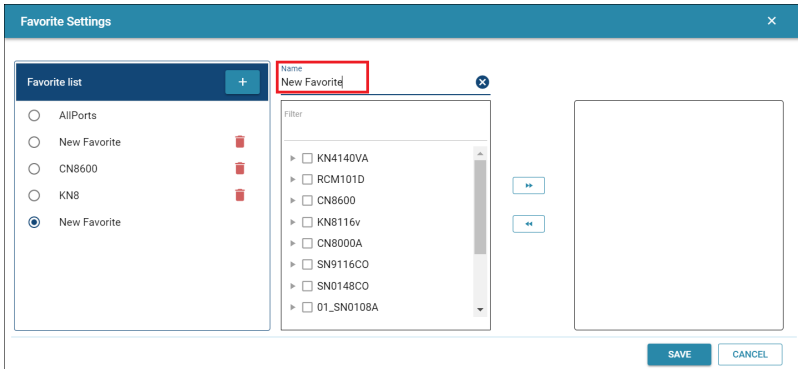 Favorite Settings
Favorite list
+
AllPorts
New Favorite
CN8600
KN8
New Favorite
Name
New Favorite
Filter
KN4140VA
RCM101D
CN8600
KN8116v
CN8000A
SN9116CO
SN0148CO
01_SN0108A
SAVE
CANCEL